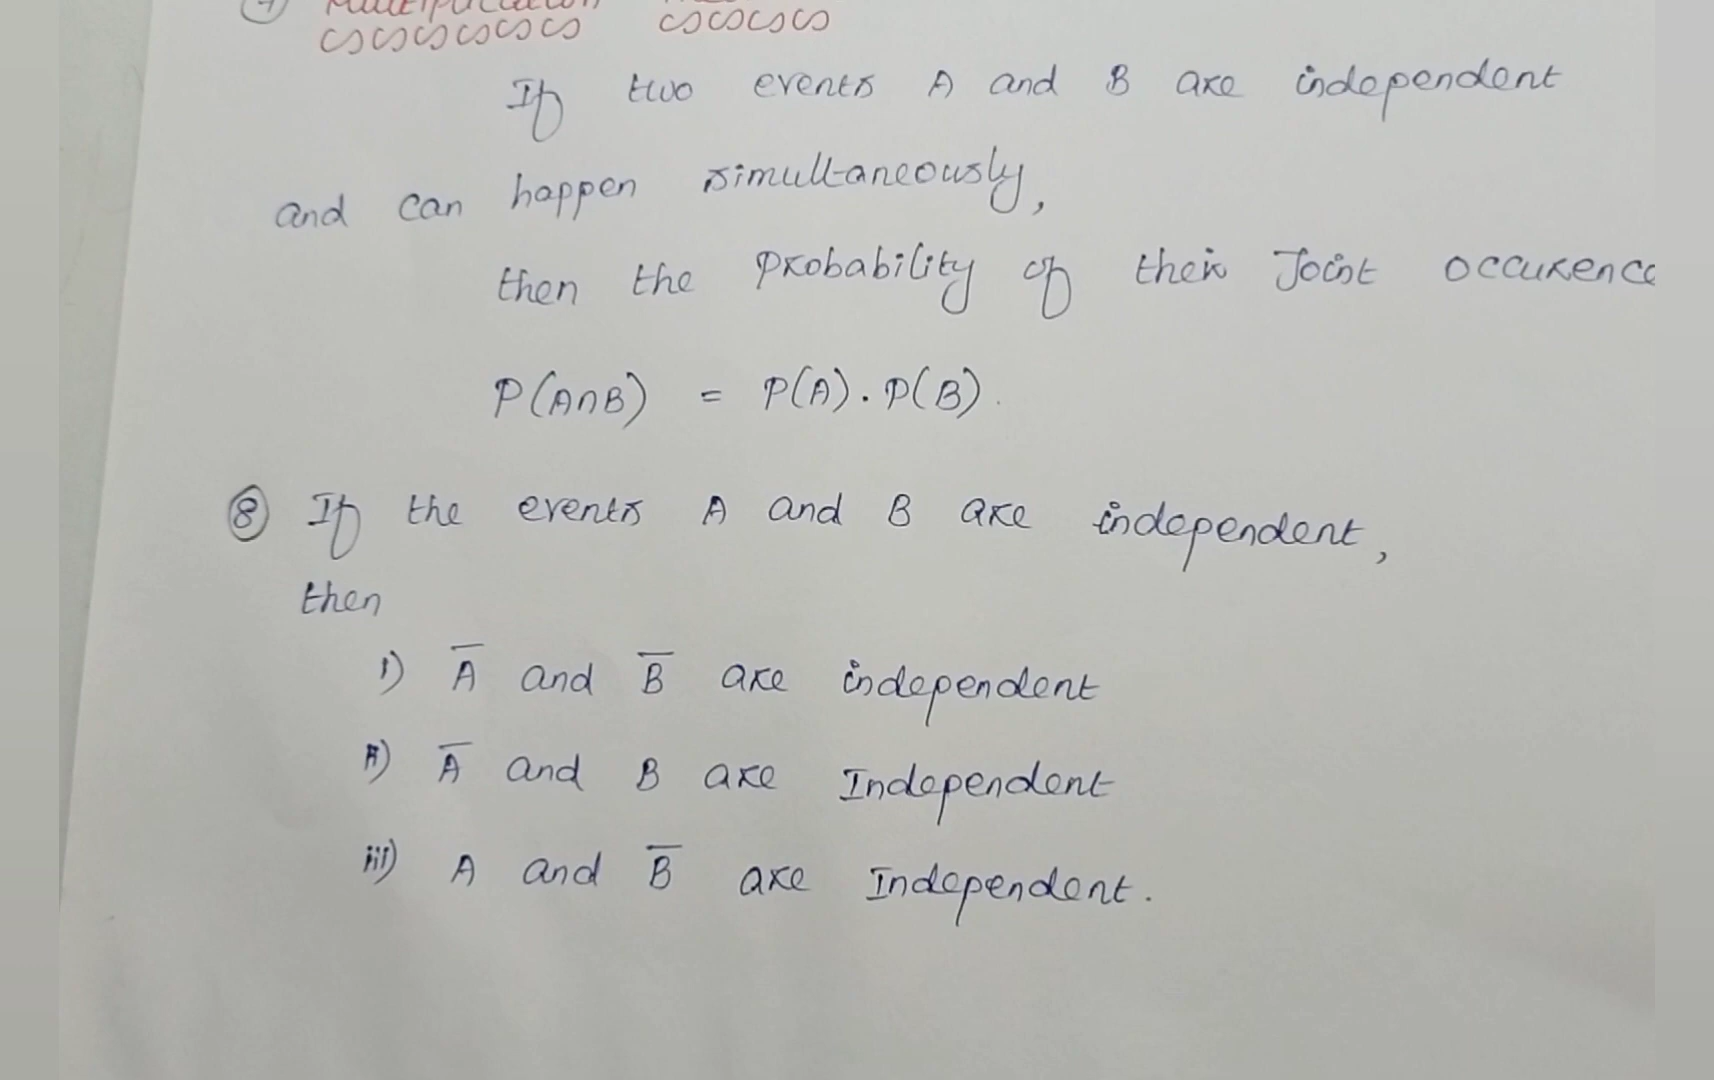 Multiplication
If two events A and B are independent
and can happen simultaneously,
then the probability of their Joint occurence
P(A∩B) = P(A) . P(B).
⑧ If the events A and B are independent,
then
i) A̅ and B̅ are independent
ii) A̅ and B are Independent
iii) A and B̅ are Independent.